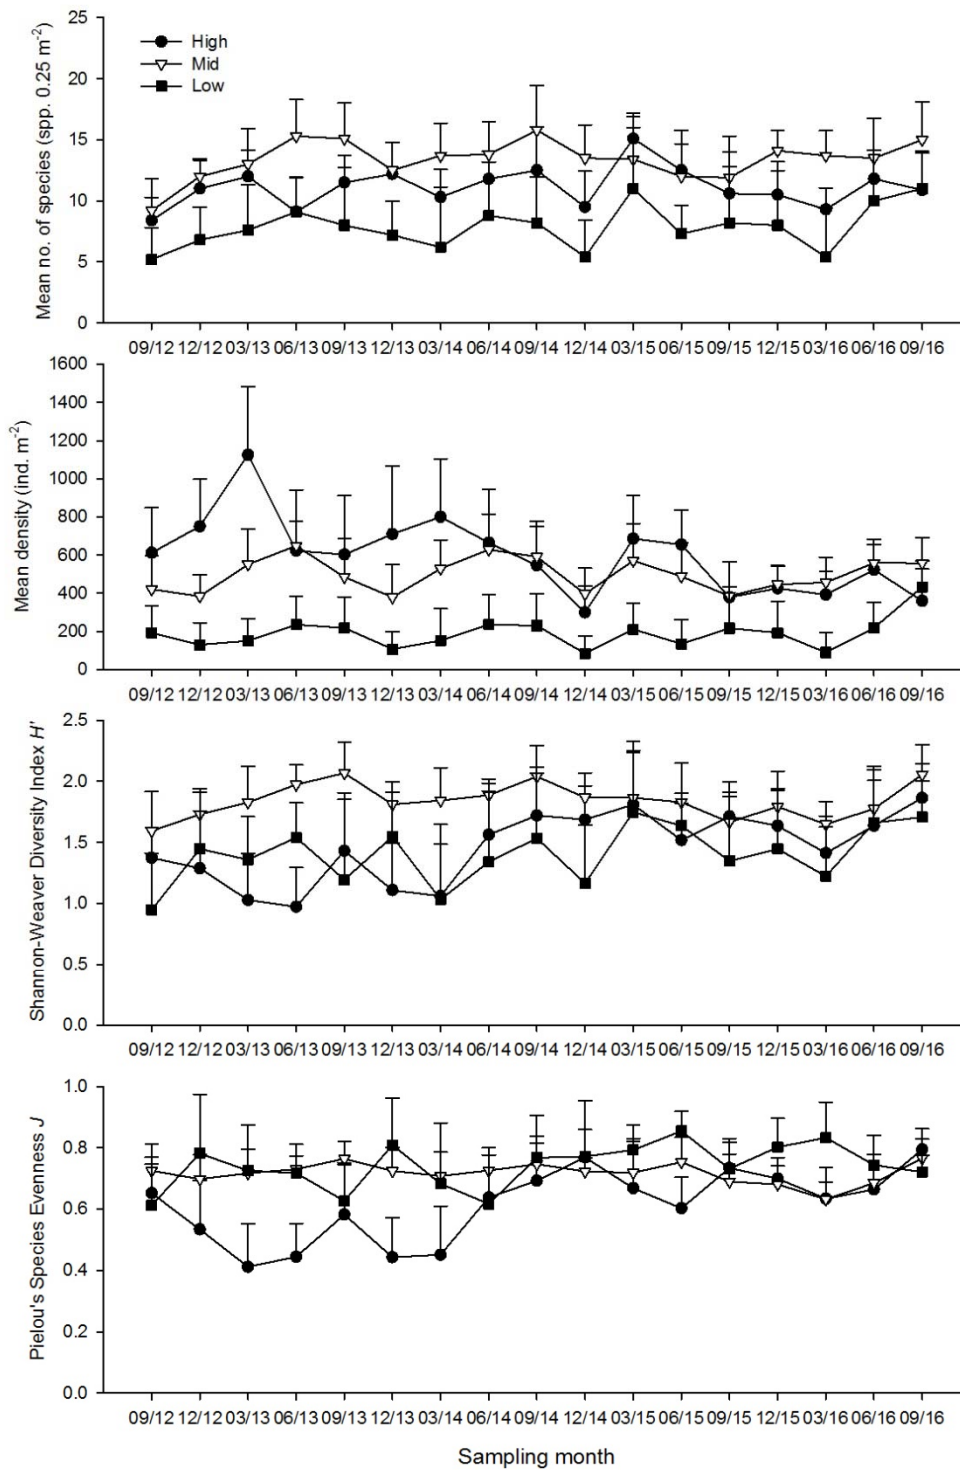 Mean no. of species (spp. 0.25 m⁻²)
25
20
15
10
5
0
High
Mid
Low
09/12 12/12 03/13 06/13 09/13 12/13 03/14 06/14 09/14 12/14 03/15 06/15 09/15 12/15 03/16 06/16 09/16
Mean density (ind. m⁻²)
1600
1400
1200
1000
800
600
400
200
0
09/12 12/12 03/13 06/13 09/13 12/13 03/14 06/14 09/14 12/14 03/15 06/15 09/15 12/15 03/16 06/16 09/16
Shannon-Weaver Diversity Index H'
2.5
2.0
1.5
1.0
0.5
0.0
09/12 12/12 03/13 06/13 09/13 12/13 03/14 06/14 09/14 12/14 03/15 06/15 09/15 12/15 03/16 06/16 09/16
Pielou's Species Evenness J
1.0
0.8
0.6
0.4
0.2
0.0
09/12 12/12 03/13 06/13 09/13 12/13 03/14 06/14 09/14 12/14 03/15 06/15 09/15 12/15 03/16 06/16 09/16
Sampling month